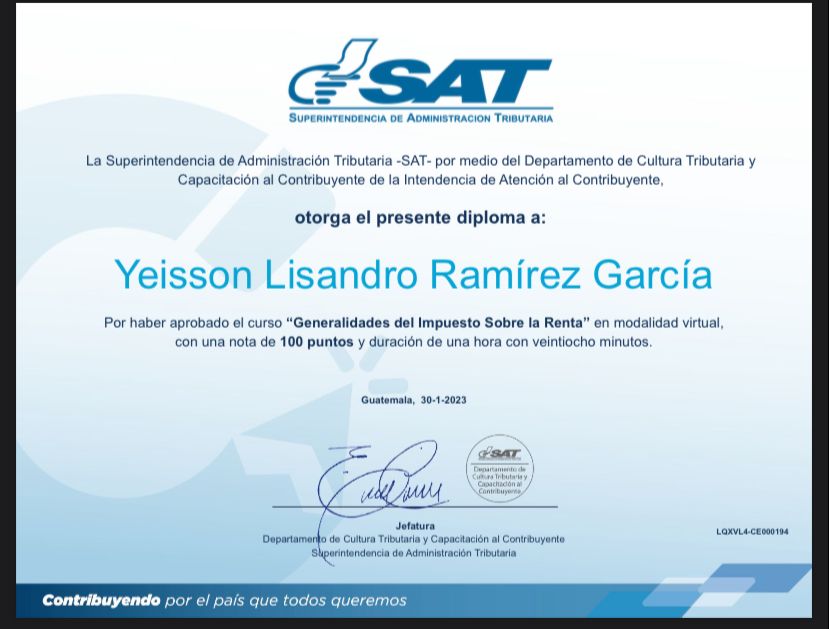 SAT
SUPERINTENDENCIA DE ADMINISTRACION TRIBUTARIA
La Superintendencia de Administración Tributaria -SAT- por medio del Departamento de Cultura Tributaria y
Capacitación al Contribuyente de la Intendencia de Atención al Contribuyente,
otorga el presente diploma a:
Yeisson Lisandro Ramírez García
Por haber aprobado el curso “Generalidades del Impuesto Sobre la Renta” en modalidad virtual,
con una nota de 100 puntos y duración de una hora con veintiocho minutos.
Guatemala, 30-1-2023
SAT
Departamento de
Cultura Tributaria y
Capacitación al
Contribuyente
Jefatura
Departamento de Cultura Tributaria y Capacitación al Contribuyente
Superintendencia de Administración Tributaria
LQXVL4-CE000194
Contribuyendo por el país que todos queremos